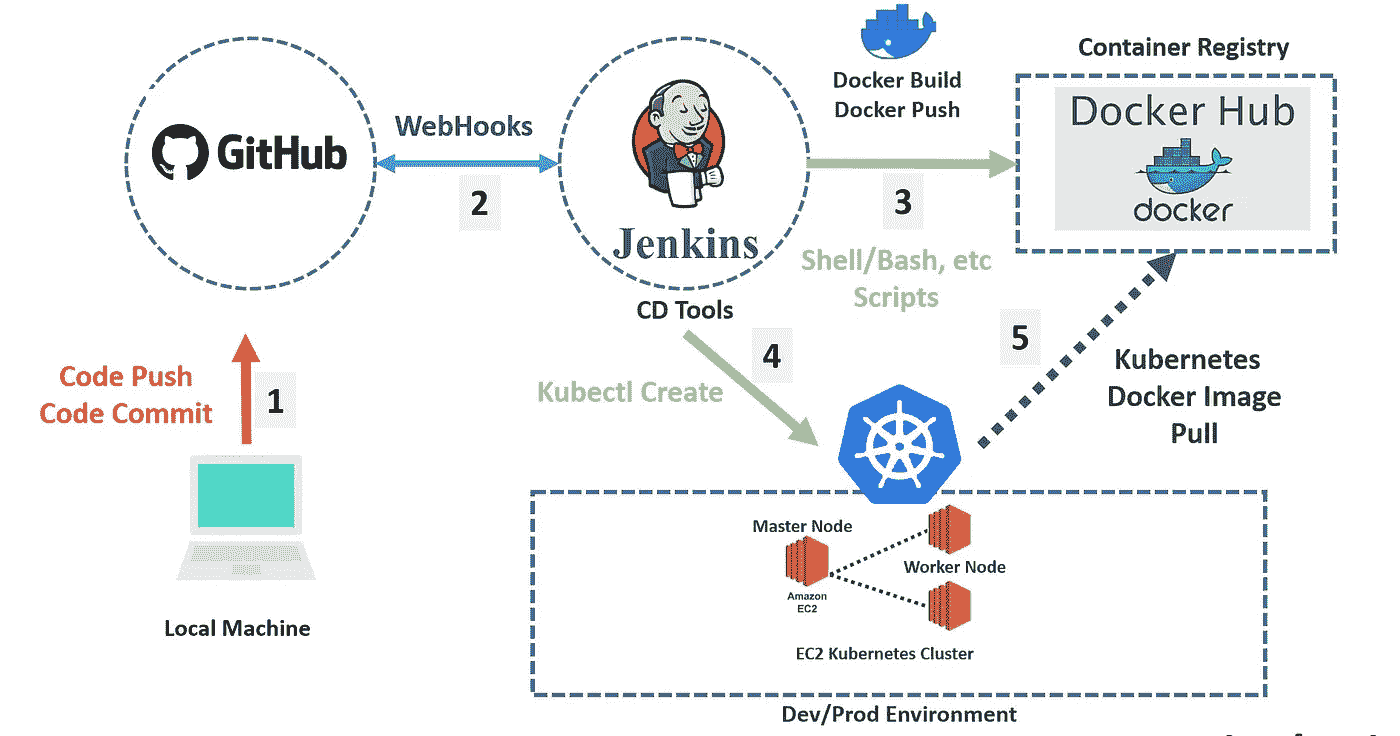 GitHub
Code Push
Code Commit
1
Local Machine
WebHooks
2
Jenkins
CD Tools
Docker Build
Docker Push
3
Shell/Bash, etc
Scripts
Container Registry
Docker Hub
docker
4
Kubectl Create
5
Kubernetes
Docker Image
Pull
Master Node
Amazon
EC2
Worker Node
EC2 Kubernetes Cluster
Dev/Prod Environment